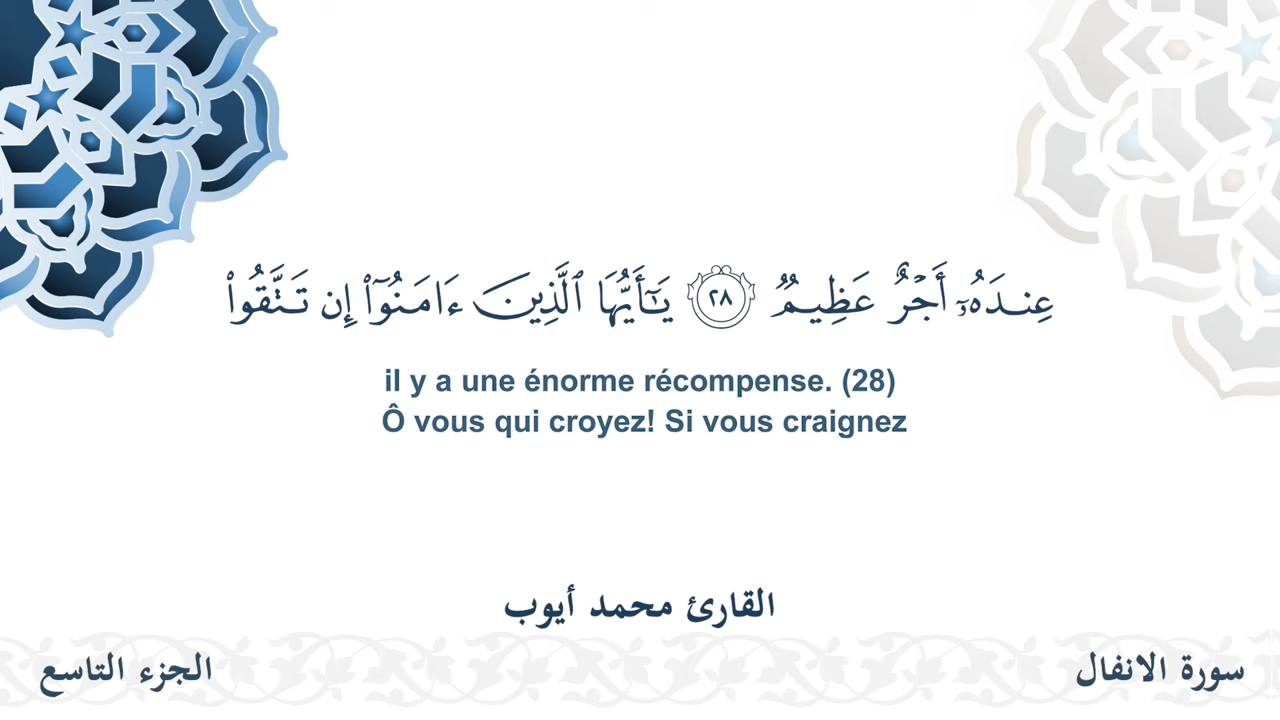 عِندَهُۥٓ أَجْرٌ عَظِيمٌۭ ٢٨ يَـٰٓأَيُّهَا ٱلَّذِينَ ءَامَنُوٓا۟ إِن تَتَّقُوا۟
il y a une énorme récompense. (28)
Ô vous qui croyez! Si vous craignez
القارئ محمد أيوب
سورة الانفال
الجزء التاسع